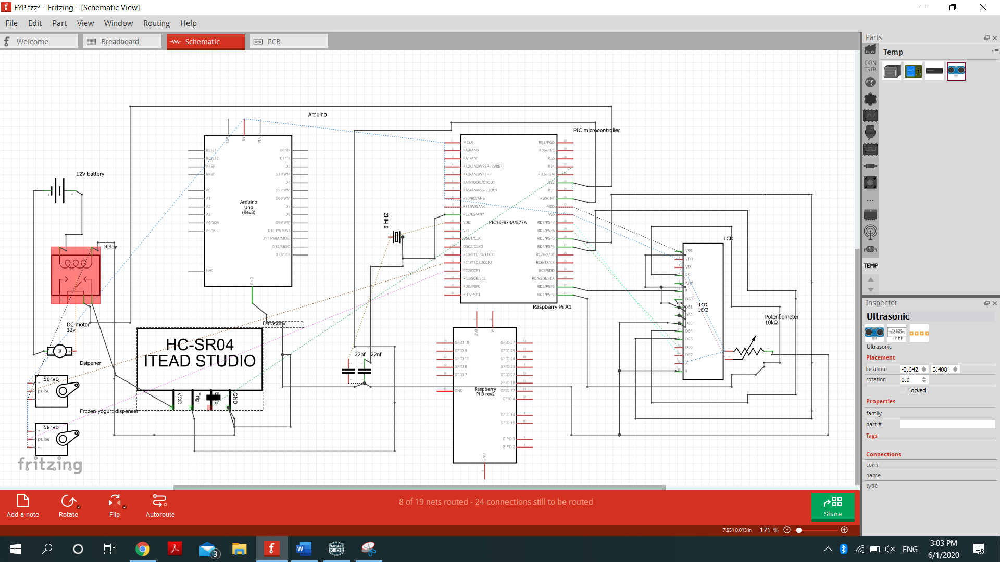 FYP.fzz* - Fritzing - [Schematic View]
File Edit Part View Window Routing Help
Welcome
Breadboard
Schematic
PCB
Arduino
3V3
5V
VIN
RESET
RESET2
AREF
ioref
A0
A1
A2
A3
A4/SDA
A5/SCL
N/C
D0/RX
D1/TX
D2
D3 PWM
D4
D5 PWM
D6 PWM
D7
D8
D9 PWM
D10 PWM/SS
D11 PWM/MOSI
D12/MISO
D13/SCK
GND
Arduino
Uno
(Rev3)
12V battery
Relay
DC motor
12v
M
Dsipener
Servo
pulse
Frozen yogurt dispenser
Servo
pulse
fritzing
Ultrasonic
HC-SR04
ITEAD STUDIO
VCC
Trig
GND
8 MHZ
22nf 22nf
PIC microcontroller
MCLR
RA0/AN0
RA1/AN1
RA2/AN2/VREF-/CVREF
RA3/AN3/VREF+
RA4/T0CKI/C1OUT
RA5/AN4/SS/C2OUT
RE0/RD/AN5
RE1/WR/AN6
RE2/CS/AN7
VDD
VSS
OSC1/CLKI
OSC2/CLKO
RC0/T1OSO/T1CKI
RC1/T1OSI/CCP2
RC2/CCP1
RC3/SCK/SCL
RD0/PSP0
RD1/PSP1
RB7/PGD
RB6/PGC
RB5
RB4
RB3/PGM
RB2
RB1
RB0/INT
VDD
VSS
RD7/PSP7
RD6/PSP6
RD5/PSP5
RD4/PSP4
RC7/RX/DT
RC6/TX/CK
RC5/SDO
RC4/SDI/SDA
RD3/PSP3
RD2/PSP2
PIC16F874A/877A
Raspberry Pi A1
3V3
5V
GPIO 10
GPIO 9
GPIO 11
GPIO 8
GPIO 7
GND
GPIO 27
GPIO 25
GPIO 24
GPIO 23
GPIO 22
GPIO 18
GPIO 17
GPIO 4
GPIO 14
GPIO 15
GIPO 3
GIPO 2
GND
Raspberry
Pi B rev2
LCD
VSS
VDD
VO
RS
R/W
E
DB0
DB1
DB2
DB3
DB4
DB5
DB6
DB7
A
K
LCD
16X2
Potentiometer
10kΩ
Parts
Temp
CON
TRIB
TEMP
Inspector
Ultrasonic
HC-SR04
ITEAD STUDIO
Ultrasonic
Placement
location -0.642 3.408
rotation 0.0
Locked
Properties
family
part #
Tags
Connections
conn.
name
type
Add a note
Rotate
Flip
Autoroute
8 of 19 nets routed - 24 connections still to be routed
Share
7.551 0.013 in 171 %
3
MPLAB
X IDE
ENG
3:03 PM
6/1/2020